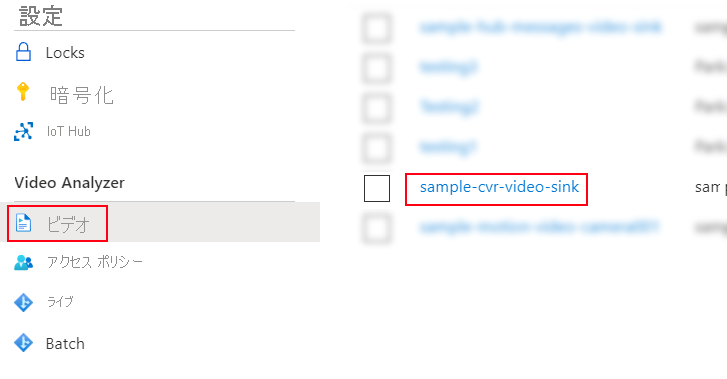 設定
Locks
暗号化
IoT Hub
Video Analyzer
ビデオ
アクセス ポリシー
ライブ
Batch
sample-hub-messages-video-sink
testing3
Testing2
testing1
sample-cvr-video-sink
sample-motion-video-camera001